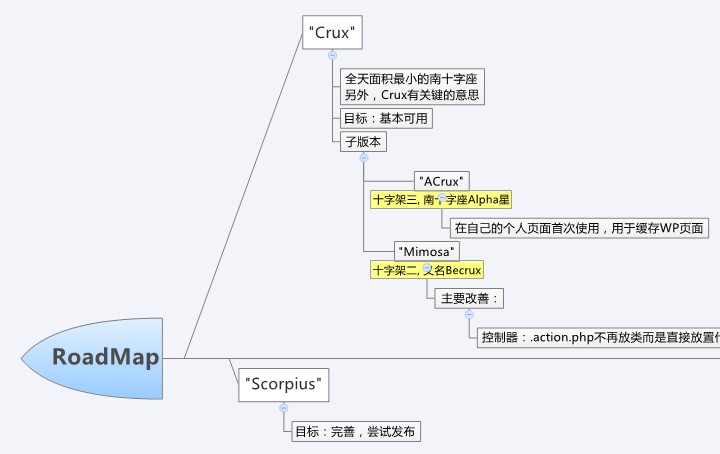 "Crux"
全天面积最小的南十字座
另外，Crux有关键的意思
目标：基本可用
子版本
"ACrux"
十字架三, 南十字座Alpha星
在自己的个人页面首次使用，用于缓存WP页面
"Mimosa"
十字架二, 又名Becrux
主要改善：
控制器：.action.php不再放类而是直接放置
RoadMap
"Scorpius"
目标：完善，尝试发布